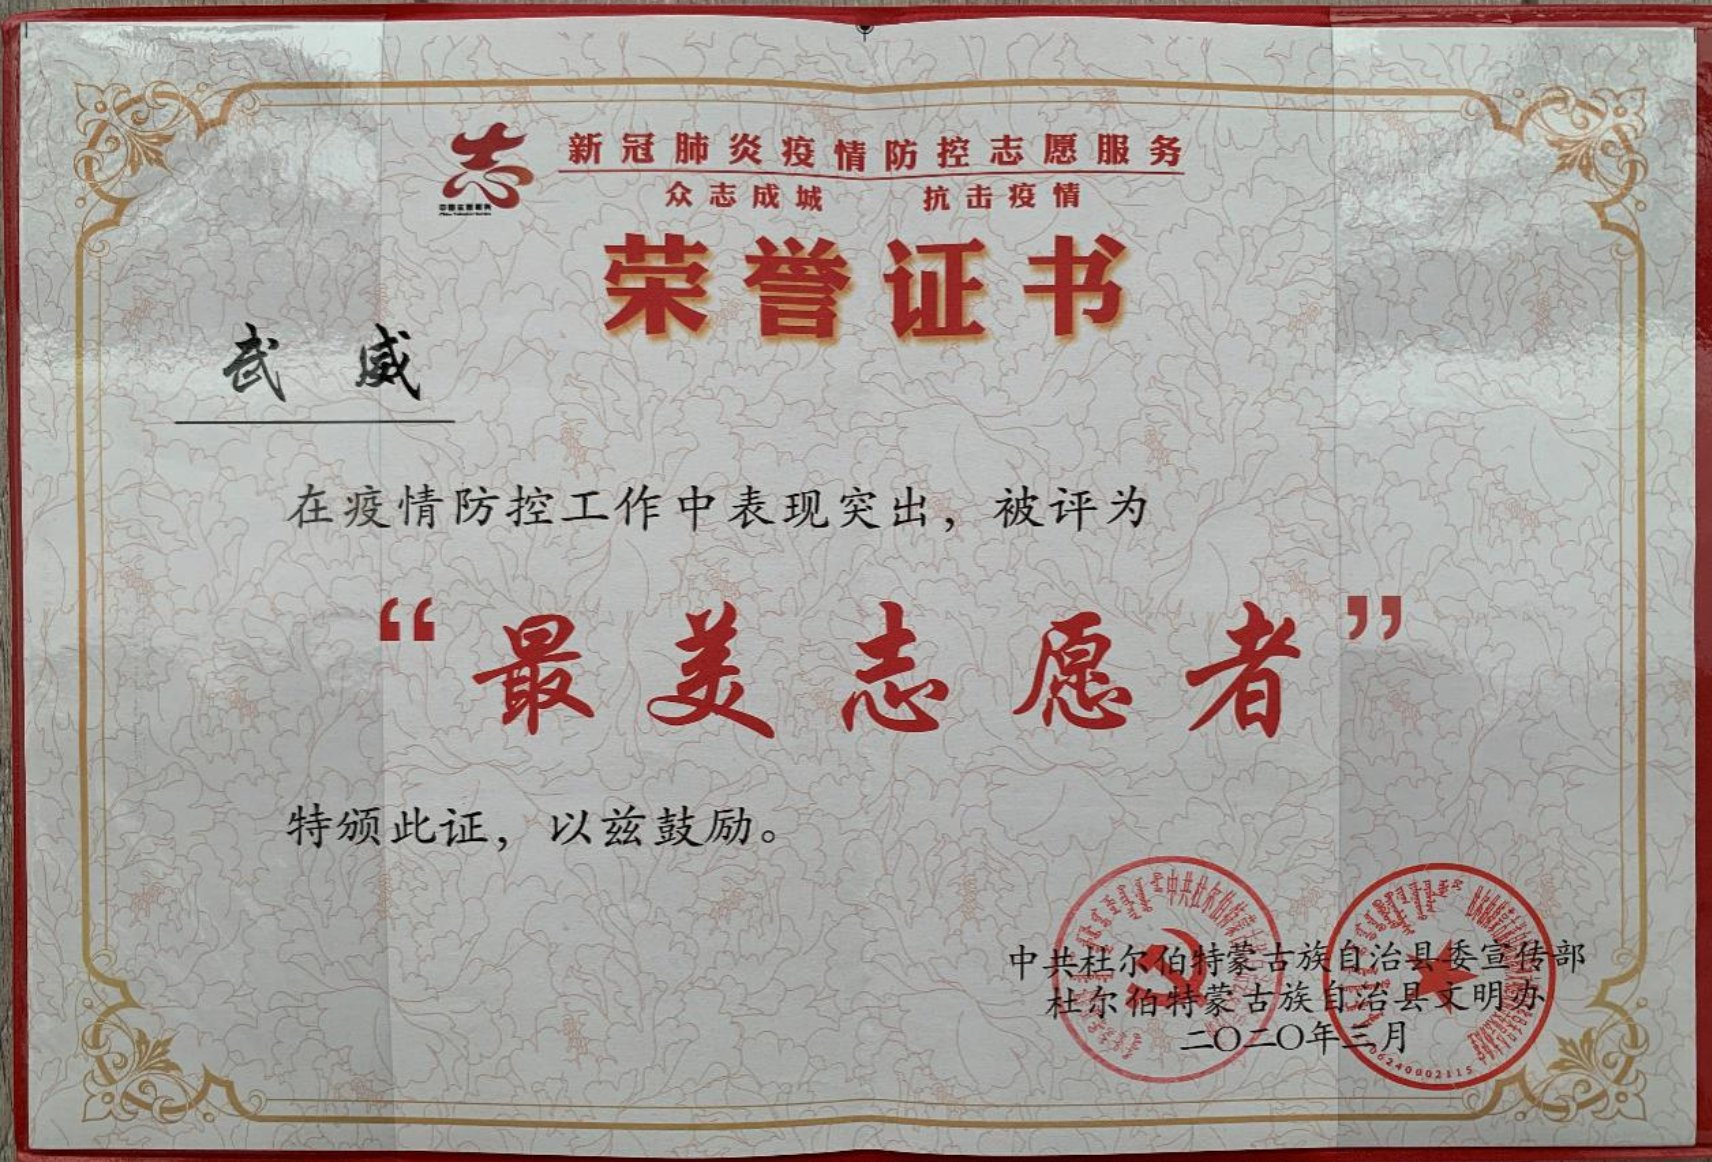 新冠肺炎疫情防控志愿服务
众志成城 抗击疫情
荣誉证书
武威
在疫情防控工作中表现突出，被评为
“最美志愿者”
特颁此证，以兹鼓励。
中共杜尔伯特蒙古族自治县委宣传部
杜尔伯特蒙古族自治县文明办
二〇二〇年三月